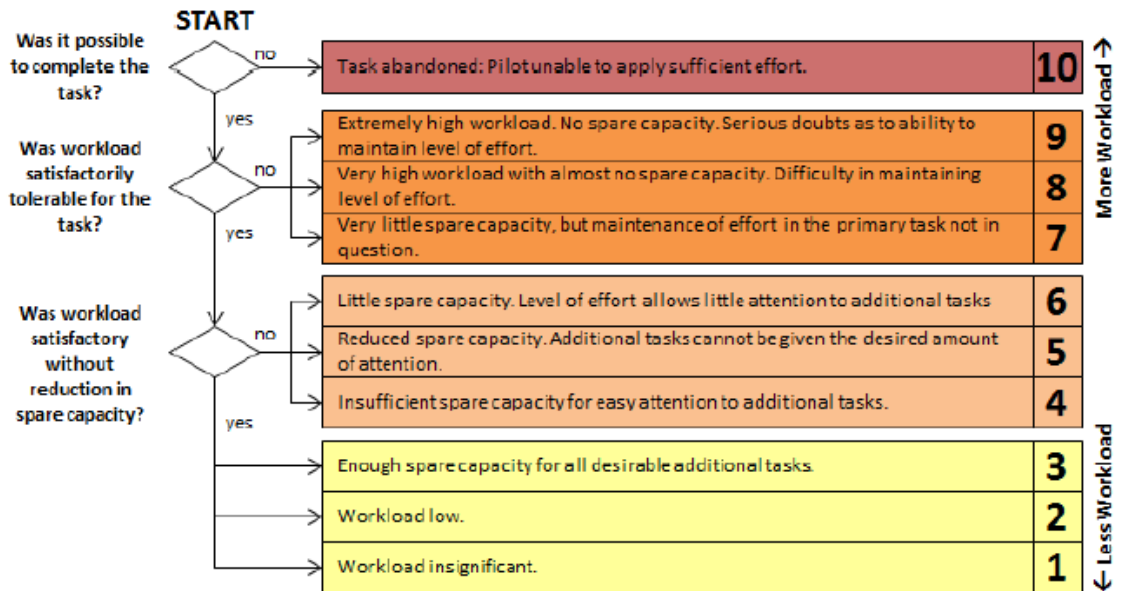 START
Was it possible
to complete the
task?
no
Task abandoned: Pilot unable to apply sufficient effort.
10
yes
Was workload
satisfactorily
tolerable for the
task?
no
Extremely high workload. No spare capacity. Serious doubts as to ability to
maintain level of effort.
9
Very high workload with almost no spare capacity. Difficulty in maintaining
level of effort.
8
Very little spare capacity, but maintenance of effort in the primary task not in
question.
7
yes
Was workload
satisfactory
without
reduction in
spare capacity?
no
Little spare capacity. Level of effort allows little attention to additional tasks
6
Reduced spare capacity. Additional tasks cannot be given the desired amount
of attention.
5
Insufficient spare capacity for easy attention to additional tasks.
4
yes
Enough spare capacity for all desirable additional tasks.
3
Workload low.
2
Workload insignificant.
1
More Workload →
← Less Workload